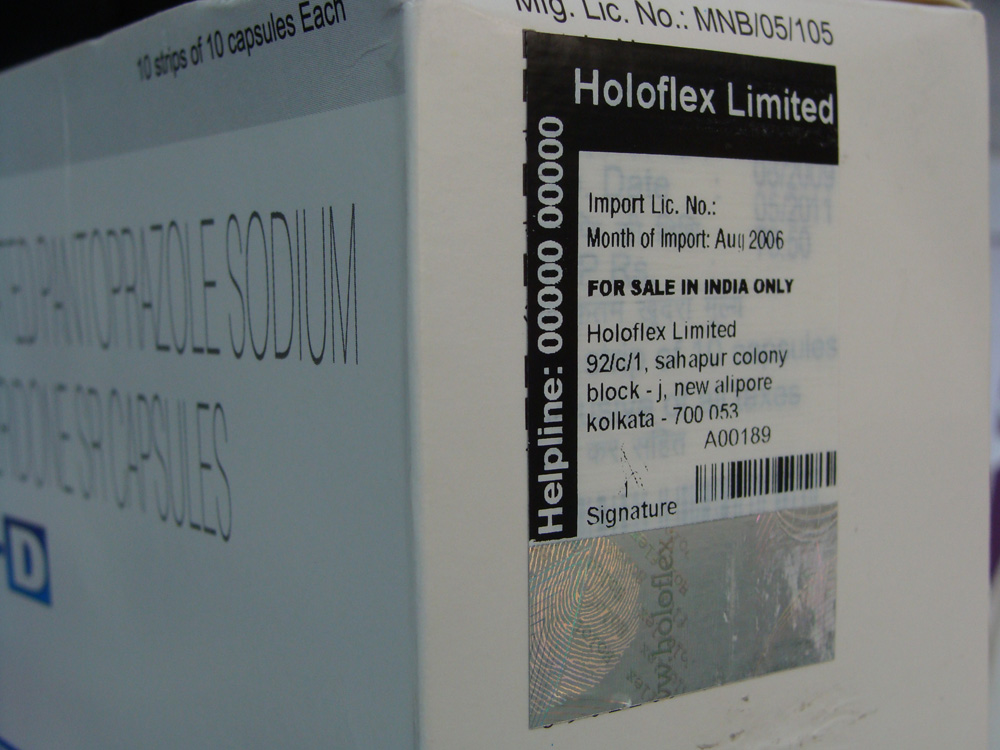 10 strips of 10 capsules Each
PANTOPRAZOLE SODIUM
SR CAPSULES
-D
Mfg. Lic. No.: MNB/05/105
Holoflex Limited
Helpline: 00000 00000
Date :
Import Lic. No.:
Month of Import: Aug 2006
FOR SALE IN INDIA ONLY
Holoflex Limited
92/c/1, sahapur colony
block - j, new alipore
kolkata - 700 053
A00189
Signature
holoflex